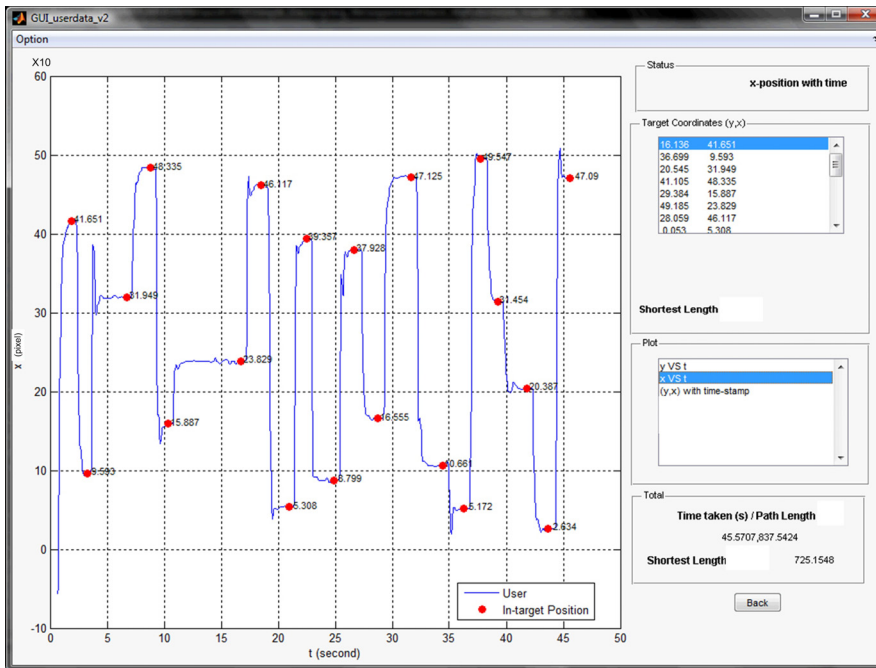 GUI_userdata_v2
Option
X10
60
50
40
30
20
10
0
-10
x (pixel)
0 5 10 15 20 25 30 35 40 45 50
t (second)
41.651
9.593
31.949
48.335
15.887
23.829
46.117
5.308
39.357
8.799
37.928
16.555
47.125
10.661
5.172
49.547
31.454
20.387
2.634
47.09
User
In-target Position
Status
x-position with time
Target Coordinates (y,x)
16.136 41.651
36.699 9.593
20.545 31.949
41.105 48.335
29.384 15.887
49.185 23.829
28.059 46.117
0.053 5.308
Shortest Length
Plot
y VS t
x VS t
(y,x) with time-stamp
Total
Time taken (s) / Path Length
45.5707,837.5424
Shortest Length 725.1548
Back